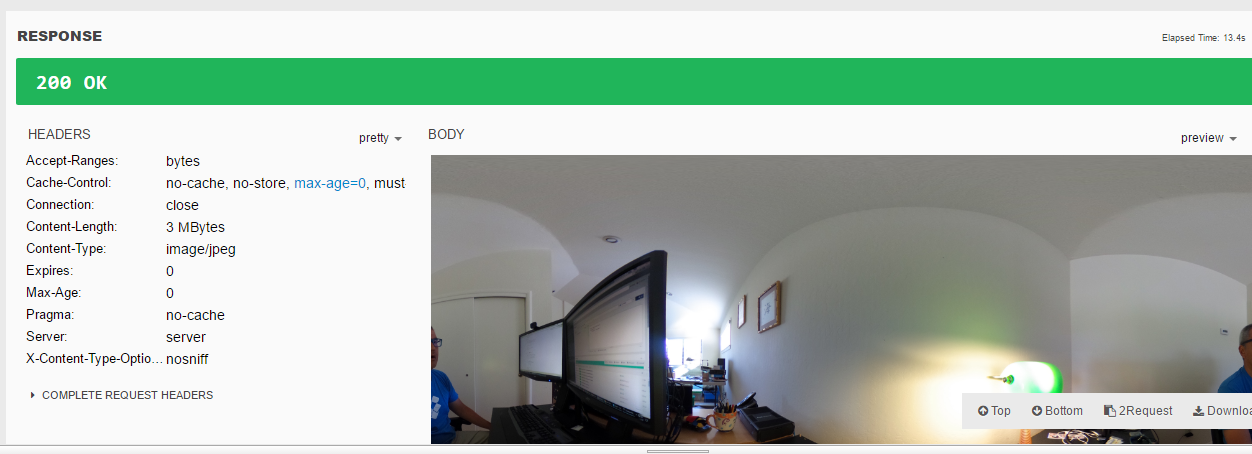 RESPONSE
Elapsed Time: 13.4s
200 OK
HEADERS
pretty
BODY
preview
Accept-Ranges: bytes
Cache-Control: no-cache, no-store, max-age=0, must
Connection: close
Content-Length: 3 MBytes
Content-Type: image/jpeg
Expires: 0
Max-Age: 0
Pragma: no-cache
Server: server
X-Content-Type-Optio... nosniff
COMPLETE REQUEST HEADERS
Top Bottom 2Request Downloa